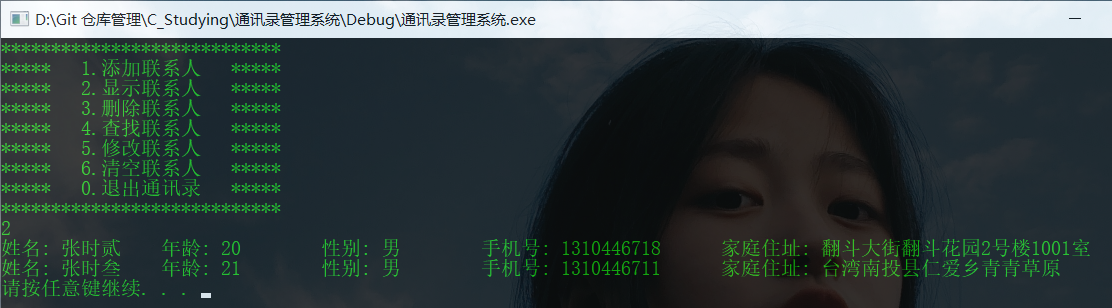 D:\Git 仓库管理\C_Studying\通讯录管理系统\Debug\通讯录管理系统.exe
****************************
*****   1.添加联系人   *****
*****   2.显示联系人   *****
*****   3.删除联系人   *****
*****   4.查找联系人   *****
*****   5.修改联系人   *****
*****   6.清空联系人   *****
*****   0.退出通讯录   *****
****************************
2
姓名: 张时贰    年龄: 20        性别: 男        手机号: 1310446718      家庭住址: 翻斗大街翻斗花园2号楼1001室
姓名: 张时叁    年龄: 21        性别: 男        手机号: 1310446711      家庭住址: 台湾南投县仁爱乡青青草原
请按任意键继续. . .